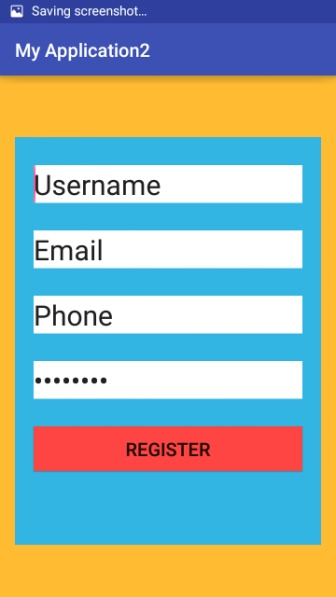 Saving screenshot...
My Application2
Username
Email
Phone
••••••••
REGISTER